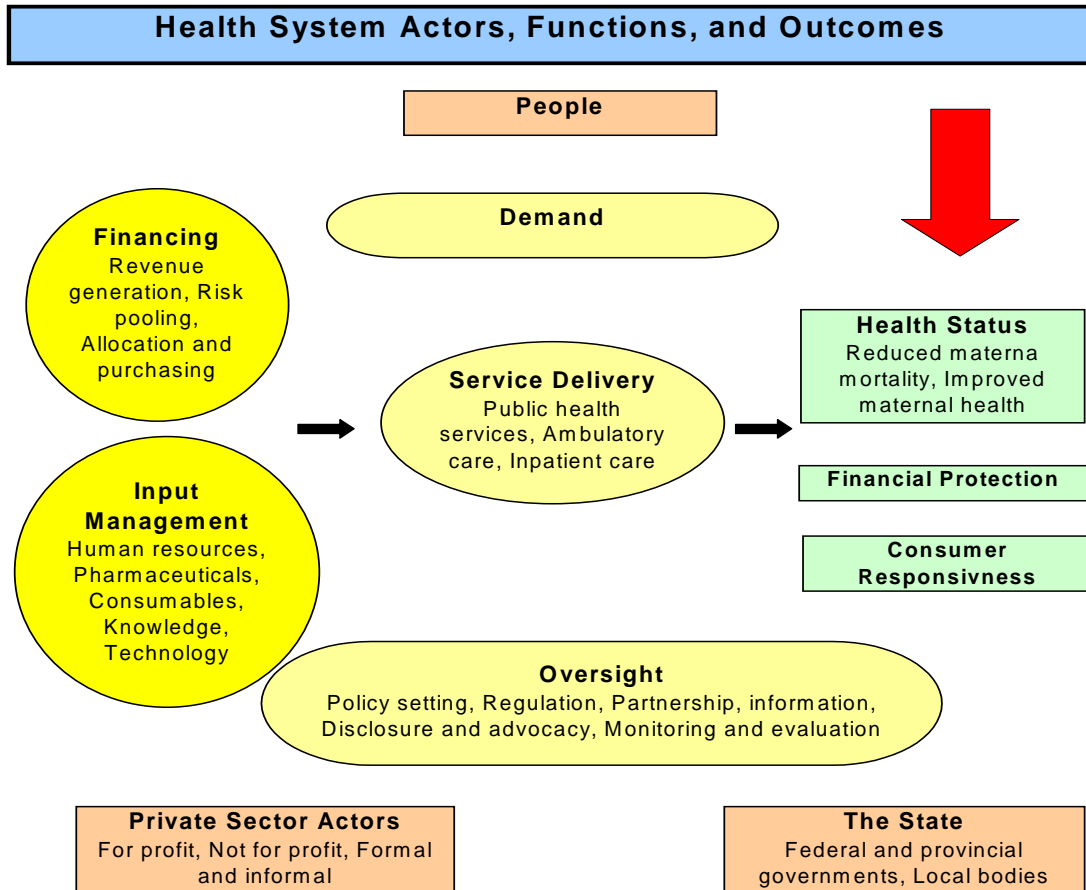 Health System Actors, Functions, and Outcomes
People
Demand
Financing
Revenue
generation, Risk
pooling,
Allocation and
purchasing
Health Status
Reduced materna
mortality, Improved
maternal health
Service Delivery
Public health
services, Ambulatory
care, Inpatient care
Financial Protection
Input
Management
Human resources,
Pharmaceuticals,
Consumables,
Knowledge,
Technology
Consumer
Responsivness
Oversight
Policy setting, Regulation, Partnership, information,
Disclosure and advocacy, Monitoring and evaluation
Private Sector Actors
For profit, Not for profit, Formal
and informal
The State
Federal and provincial
governments, Local bodies